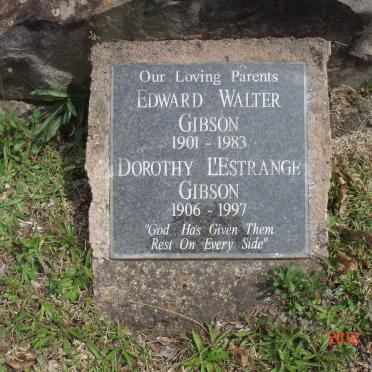 Our Loving Parents
EDWARD WALTER
GIBSON
1901 - 1983
DOROTHY L'ESTRANGE
GIBSON
1906 - 1997
"God Has Given Them
Rest On Every Side"
2012